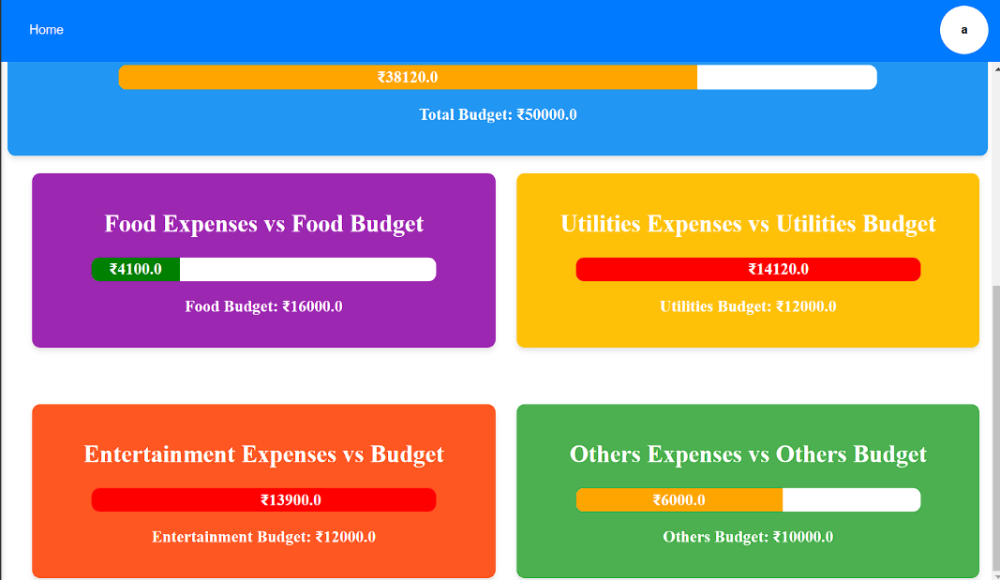 Home
a
₹38120.0
Total Budget: ₹50000.0
Food Expenses vs Food Budget
₹4100.0
Food Budget: ₹16000.0
Utilities Expenses vs Utilities Budget
₹14120.0
Utilities Budget: ₹12000.0
Entertainment Expenses vs Budget
₹13900.0
Entertainment Budget: ₹12000.0
Others Expenses vs Others Budget
₹6000.0
Others Budget: ₹10000.0